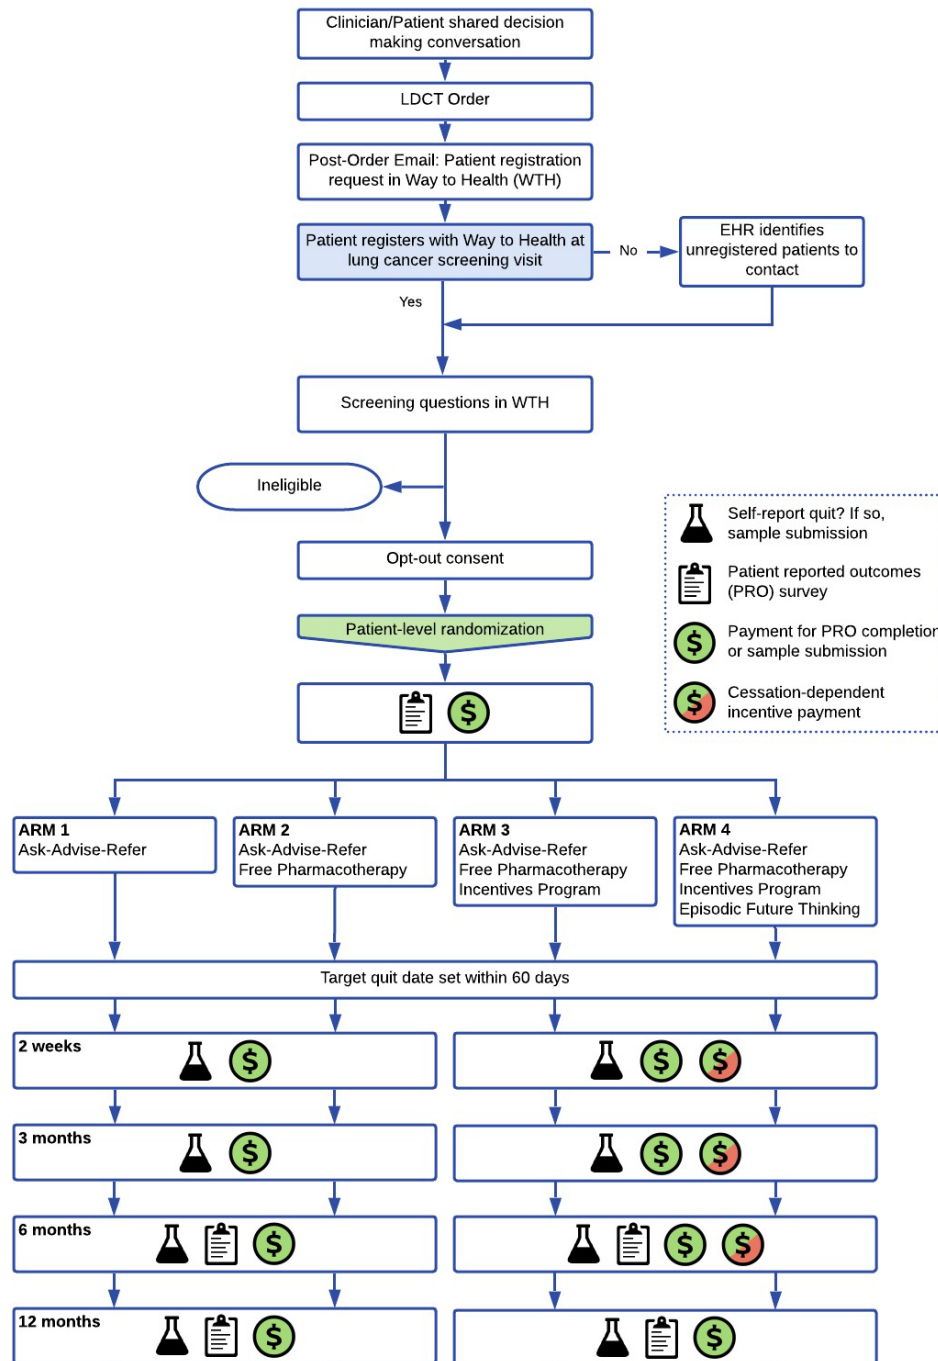 Clinician/Patient shared decision
making conversation
LDCT Order
Post-Order Email: Patient registration
request in Way to Health (WTH)
Patient registers with Way to Health at
lung cancer screening visit
No
EHR identifies
unregistered patients to
contact
Yes
Screening questions in WTH
Ineligible
Opt-out consent
Patient-level randomization
Self-report quit? If so,
sample submission
Patient reported outcomes
(PRO) survey
$ Payment for PRO completion
or sample submission
$ Cessation-dependent
incentive payment
$
ARM 1
Ask-Advise-Refer
ARM 2
Ask-Advise-Refer
Free Pharmacotherapy
ARM 3
Ask-Advise-Refer
Free Pharmacotherapy
Incentives Program
ARM 4
Ask-Advise-Refer
Free Pharmacotherapy
Incentives Program
Episodic Future Thinking
Target quit date set within 60 days
2 weeks
$
$ $
3 months
$
$ $
6 months
$
$ $
12 months
$
$